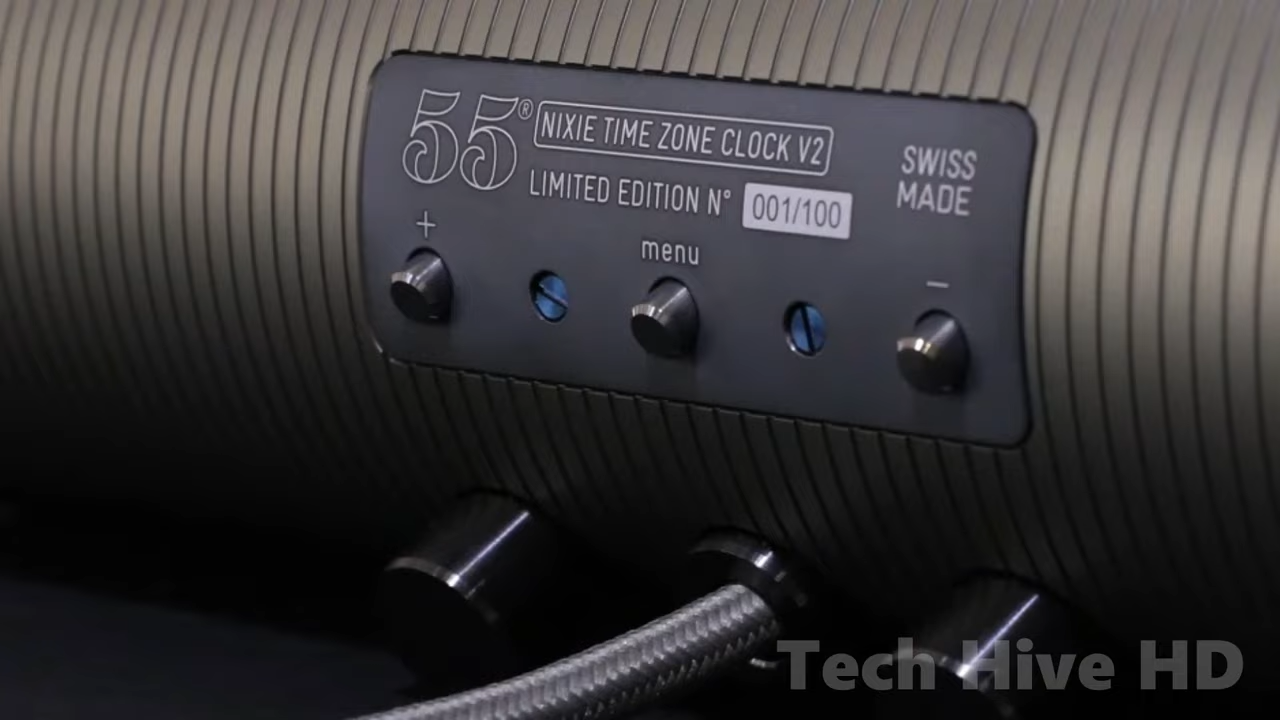 55® NIXIE TIME ZONE CLOCK V2
LIMITED EDITION N° 001/100
SWISS
MADE
+
menu
−
Tech Hive HD